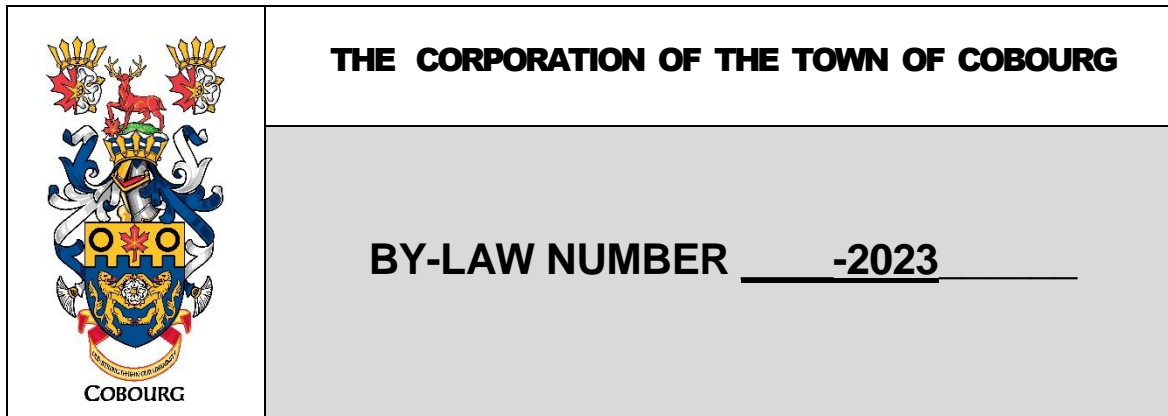 THE CORPORATION OF THE TOWN OF COBOURG
BY-LAW NUMBER ____-2023______
COBOURG